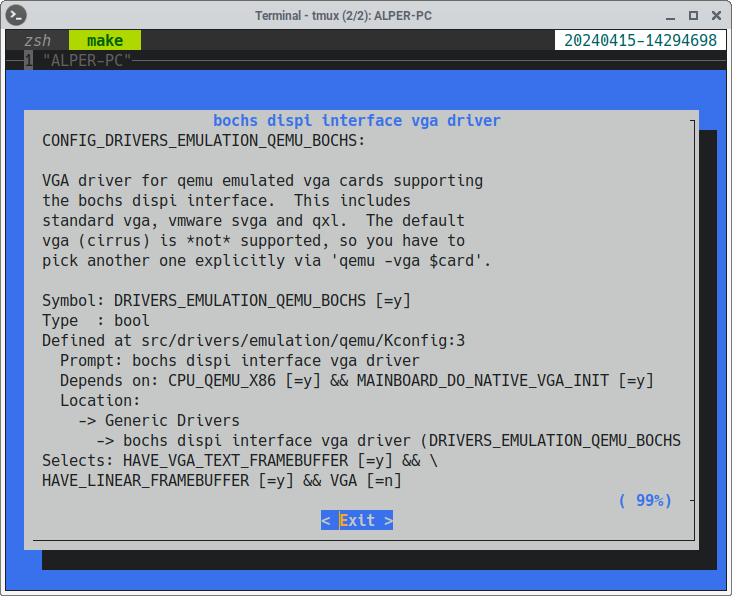 Terminal - tmux (2/2): ALPER-PC
zsh make 20240415-14294698
1 "ALPER-PC"
bochs dispi interface vga driver
CONFIG_DRIVERS_EMULATION_QEMU_BOCHS:
VGA driver for qemu emulated vga cards supporting
the bochs dispi interface.  This includes
standard vga, vmware svga and qxl.  The default
vga (cirrus) is *not* supported, so you have to
pick another one explicitly via 'qemu -vga $card'.
Symbol: DRIVERS_EMULATION_QEMU_BOCHS [=y]
Type  : bool
Defined at src/drivers/emulation/qemu/Kconfig:3
Prompt: bochs dispi interface vga driver
Depends on: CPU_QEMU_X86 [=y] && MAINBOARD_DO_NATIVE_VGA_INIT [=y]
Location:
-> Generic Drivers
-> bochs dispi interface vga driver (DRIVERS_EMULATION_QEMU_BOCHS
Selects: HAVE_VGA_TEXT_FRAMEBUFFER [=y] && \
HAVE_LINEAR_FRAMEBUFFER [=y] && VGA [=n]
( 99%)
< Exit >